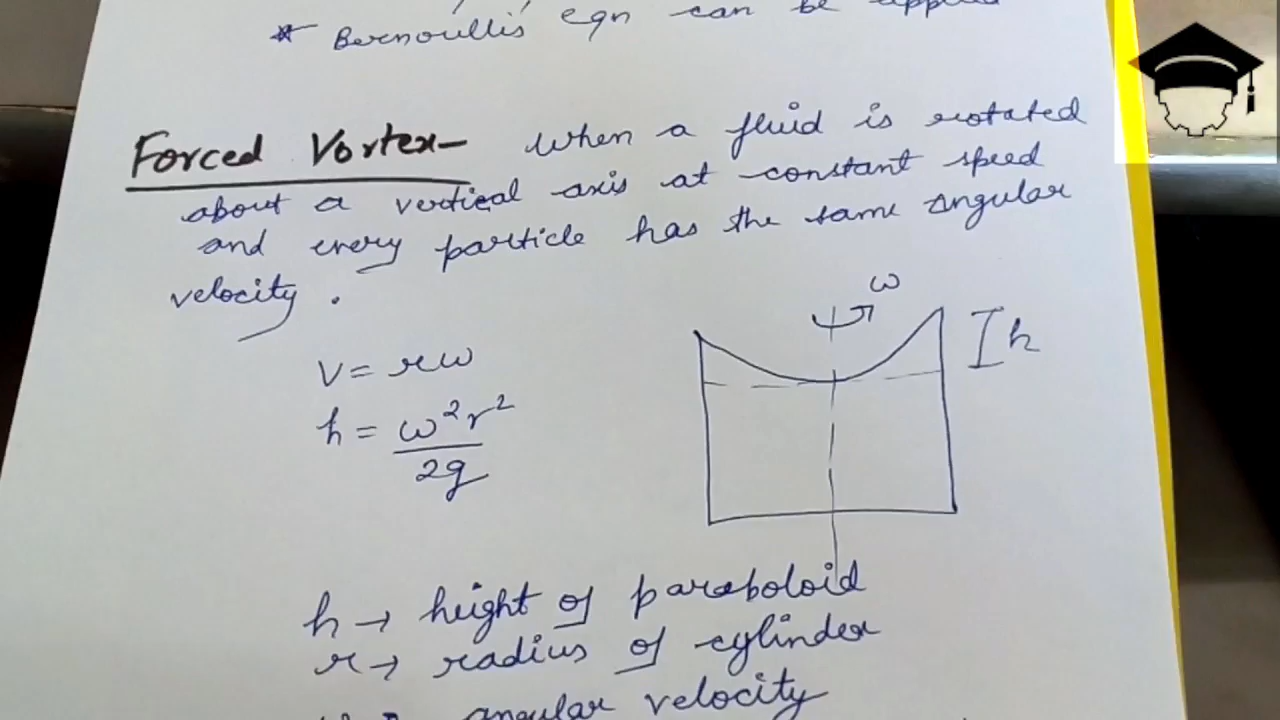 * Bernoulli's eqn can be applied
Forced Vortex- When a fluid is rotated
about a vertical axis at constant speed
and every particle has the same angular
velocity.
V = rω
h = ω²r²
2g
ω
h
h → height of paraboloid
r → radius of cylinder
angular velocity